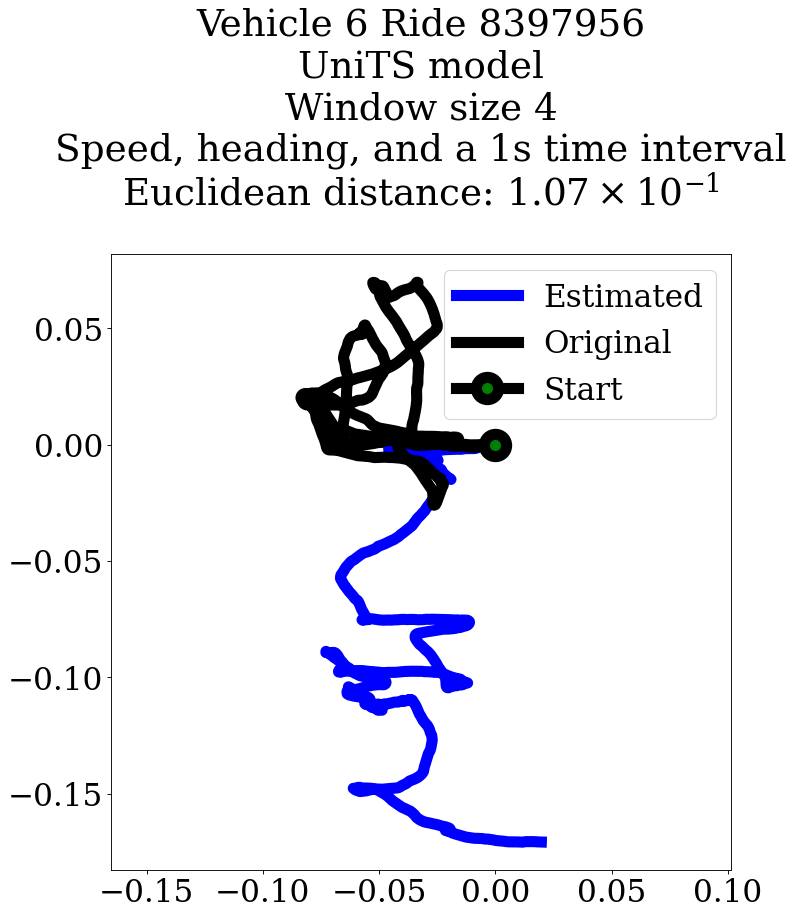 Vehicle 6 Ride 8397956
UniTS model
Window size 4
Speed, heading, and a 1s time interval
Euclidean distance: 1.07 × 10⁻¹
Estimated
Original
Start
0.05
0.00
−0.05
−0.10
−0.15
−0.15 −0.10 −0.05 0.00 0.05 0.10